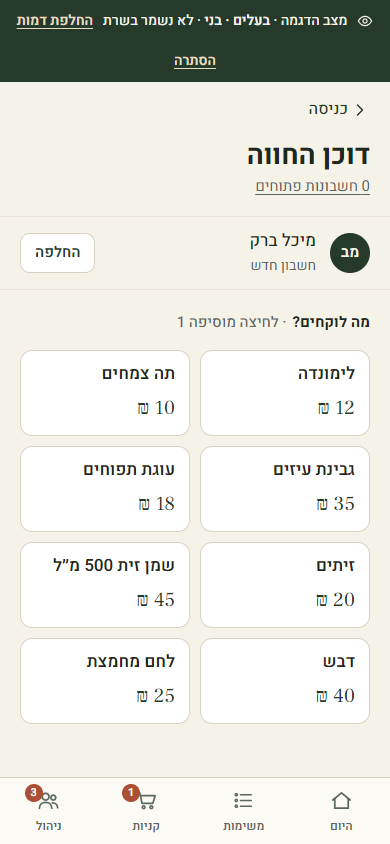 מצב הדגמה · בעלים · בני · לא נשמר בשרת החלפת דמות
הסתרה
כניסה
דוכן החווה
0 חשבונות פתוחים
מב
מיכל ברק
חשבון חדש
החלפה
מה לוקחים? · לחיצה מוסיפה 1
לימונדה
12 ₪
תה צמחים
10 ₪
גבינת עיזים
35 ₪
עוגת תפוחים
18 ₪
זיתים
20 ₪
שמן זית 500 מ״ל
45 ₪
דבש
40 ₪
לחם מחמצת
25 ₪
היום
משימות
1
קניות
3
ניהול